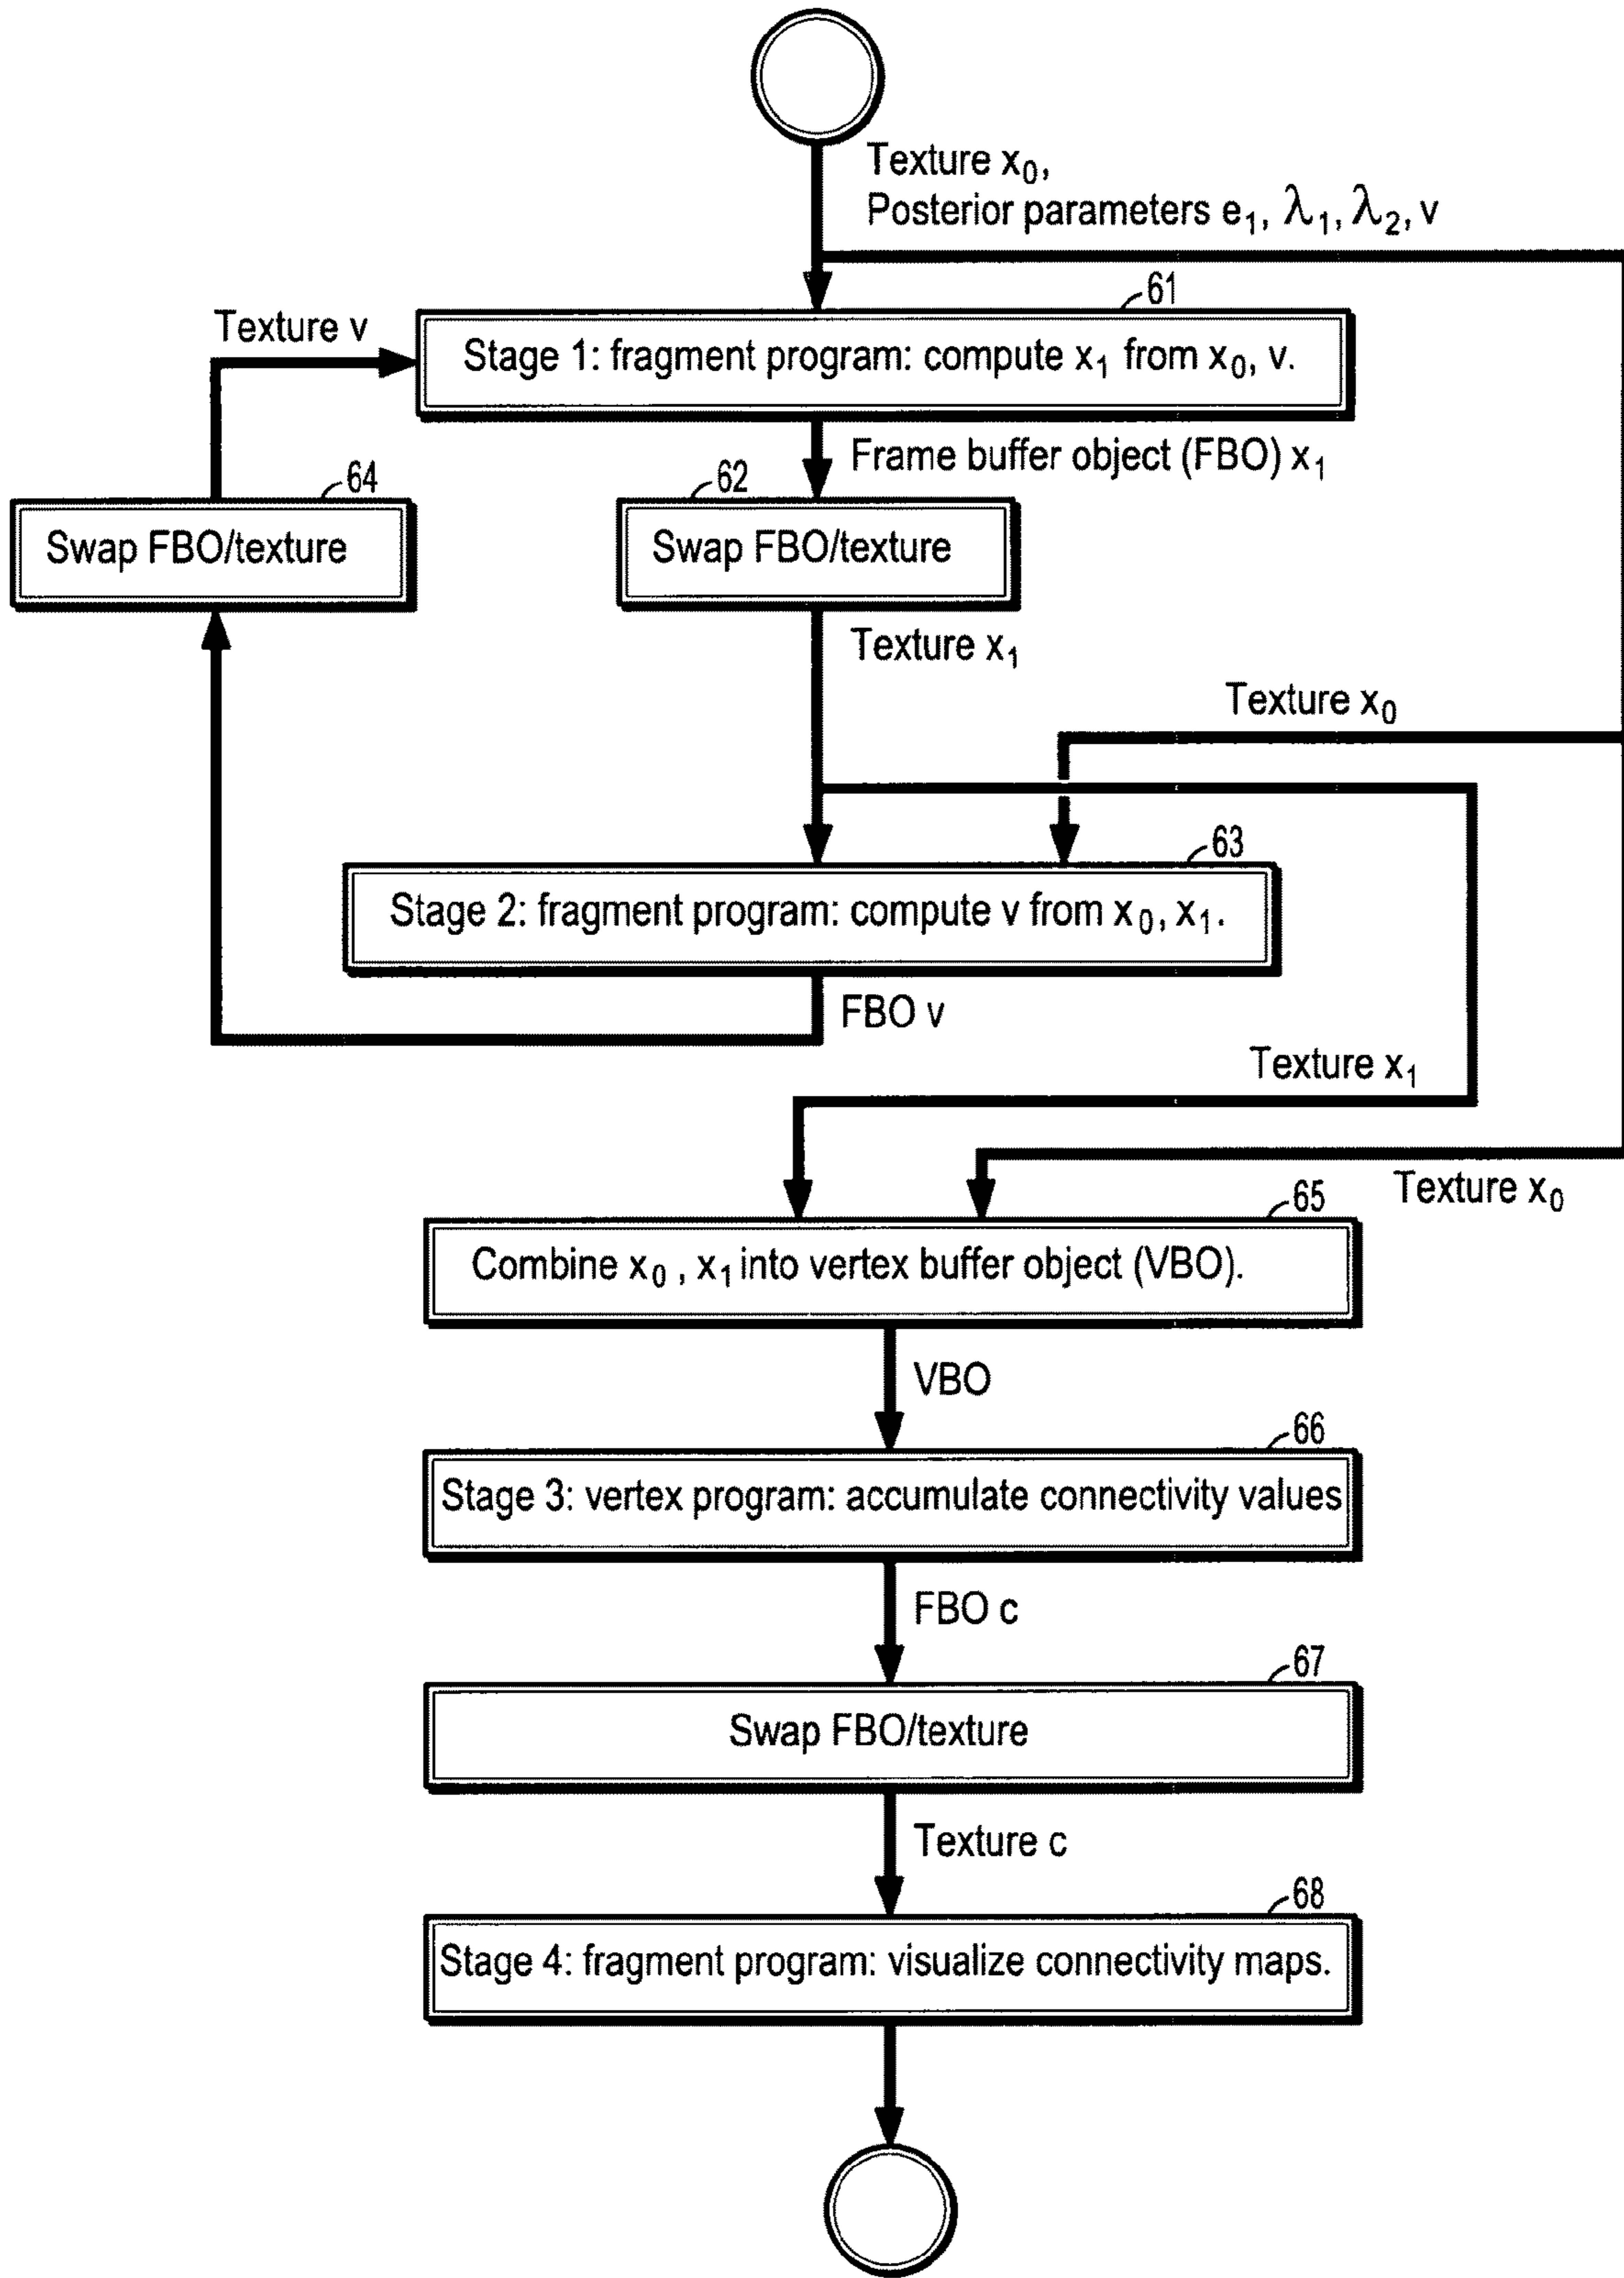 Texture x₀,
Posterior parameters e₁, λ₁, λ₂, v
61
Texture v
Stage 1: fragment program: compute x₁ from x₀, v.
Frame buffer object (FBO) x₁
64
62
Swap FBO/texture
Swap FBO/texture
Texture x₁
Texture x₀
63
Stage 2: fragment program: compute v from x₀, x₁.
FBO v
Texture x₁
Texture x₀
65
Combine x₀, x₁ into vertex buffer object (VBO).
VBO
66
Stage 3: vertex program: accumulate connectivity values
FBO c
67
Swap FBO/texture
Texture c
68
Stage 4: fragment program: visualize connectivity maps.